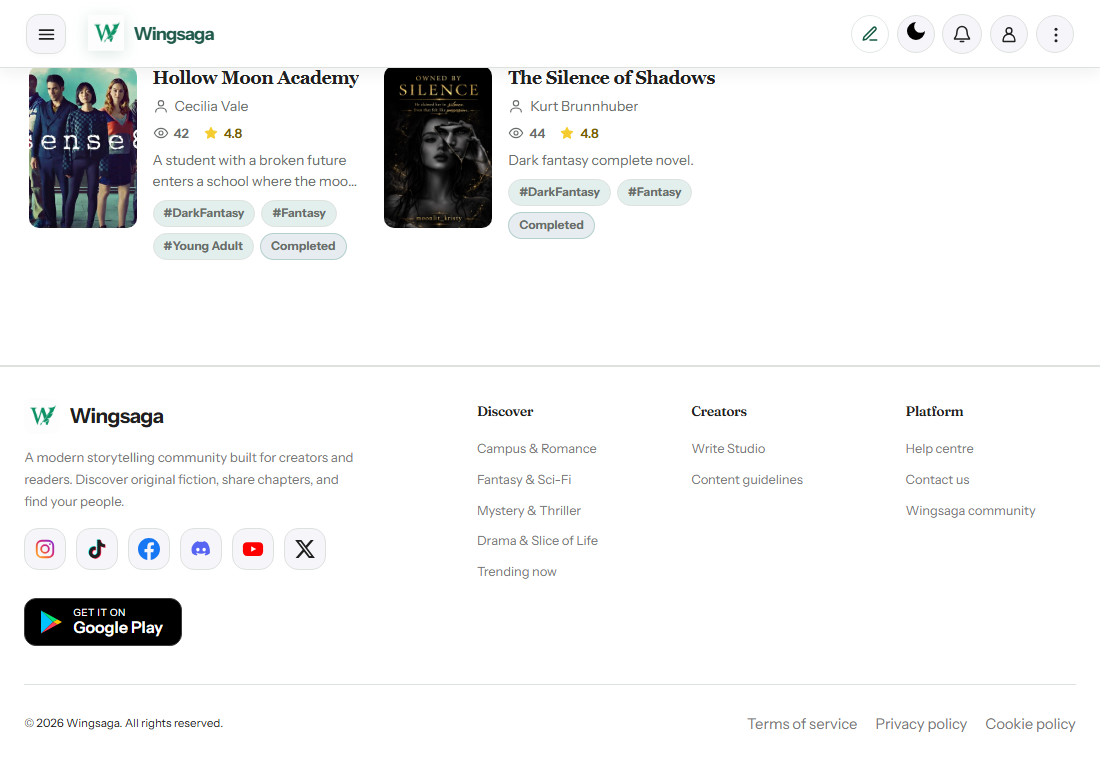 Wingsaga
Hollow Moon Academy
Cecilia Vale
42 4.8
A student with a broken future
enters a school where the moo...
#DarkFantasy #Fantasy
#Young Adult Completed
sense8
The Silence of Shadows
Kurt Brunnhuber
44 4.8
Dark fantasy complete novel.
#DarkFantasy #Fantasy
Completed
OWNED BY
SILENCE
moonlit_kristy
Wingsaga
A modern storytelling community built for creators and
readers. Discover original fiction, share chapters, and
find your people.
GET IT ON
Google Play
Discover
Campus & Romance
Fantasy & Sci-Fi
Mystery & Thriller
Drama & Slice of Life
Trending now
Creators
Write Studio
Content guidelines
Platform
Help centre
Contact us
Wingsaga community
© 2026 Wingsaga. All rights reserved.
Terms of service Privacy policy Cookie policy